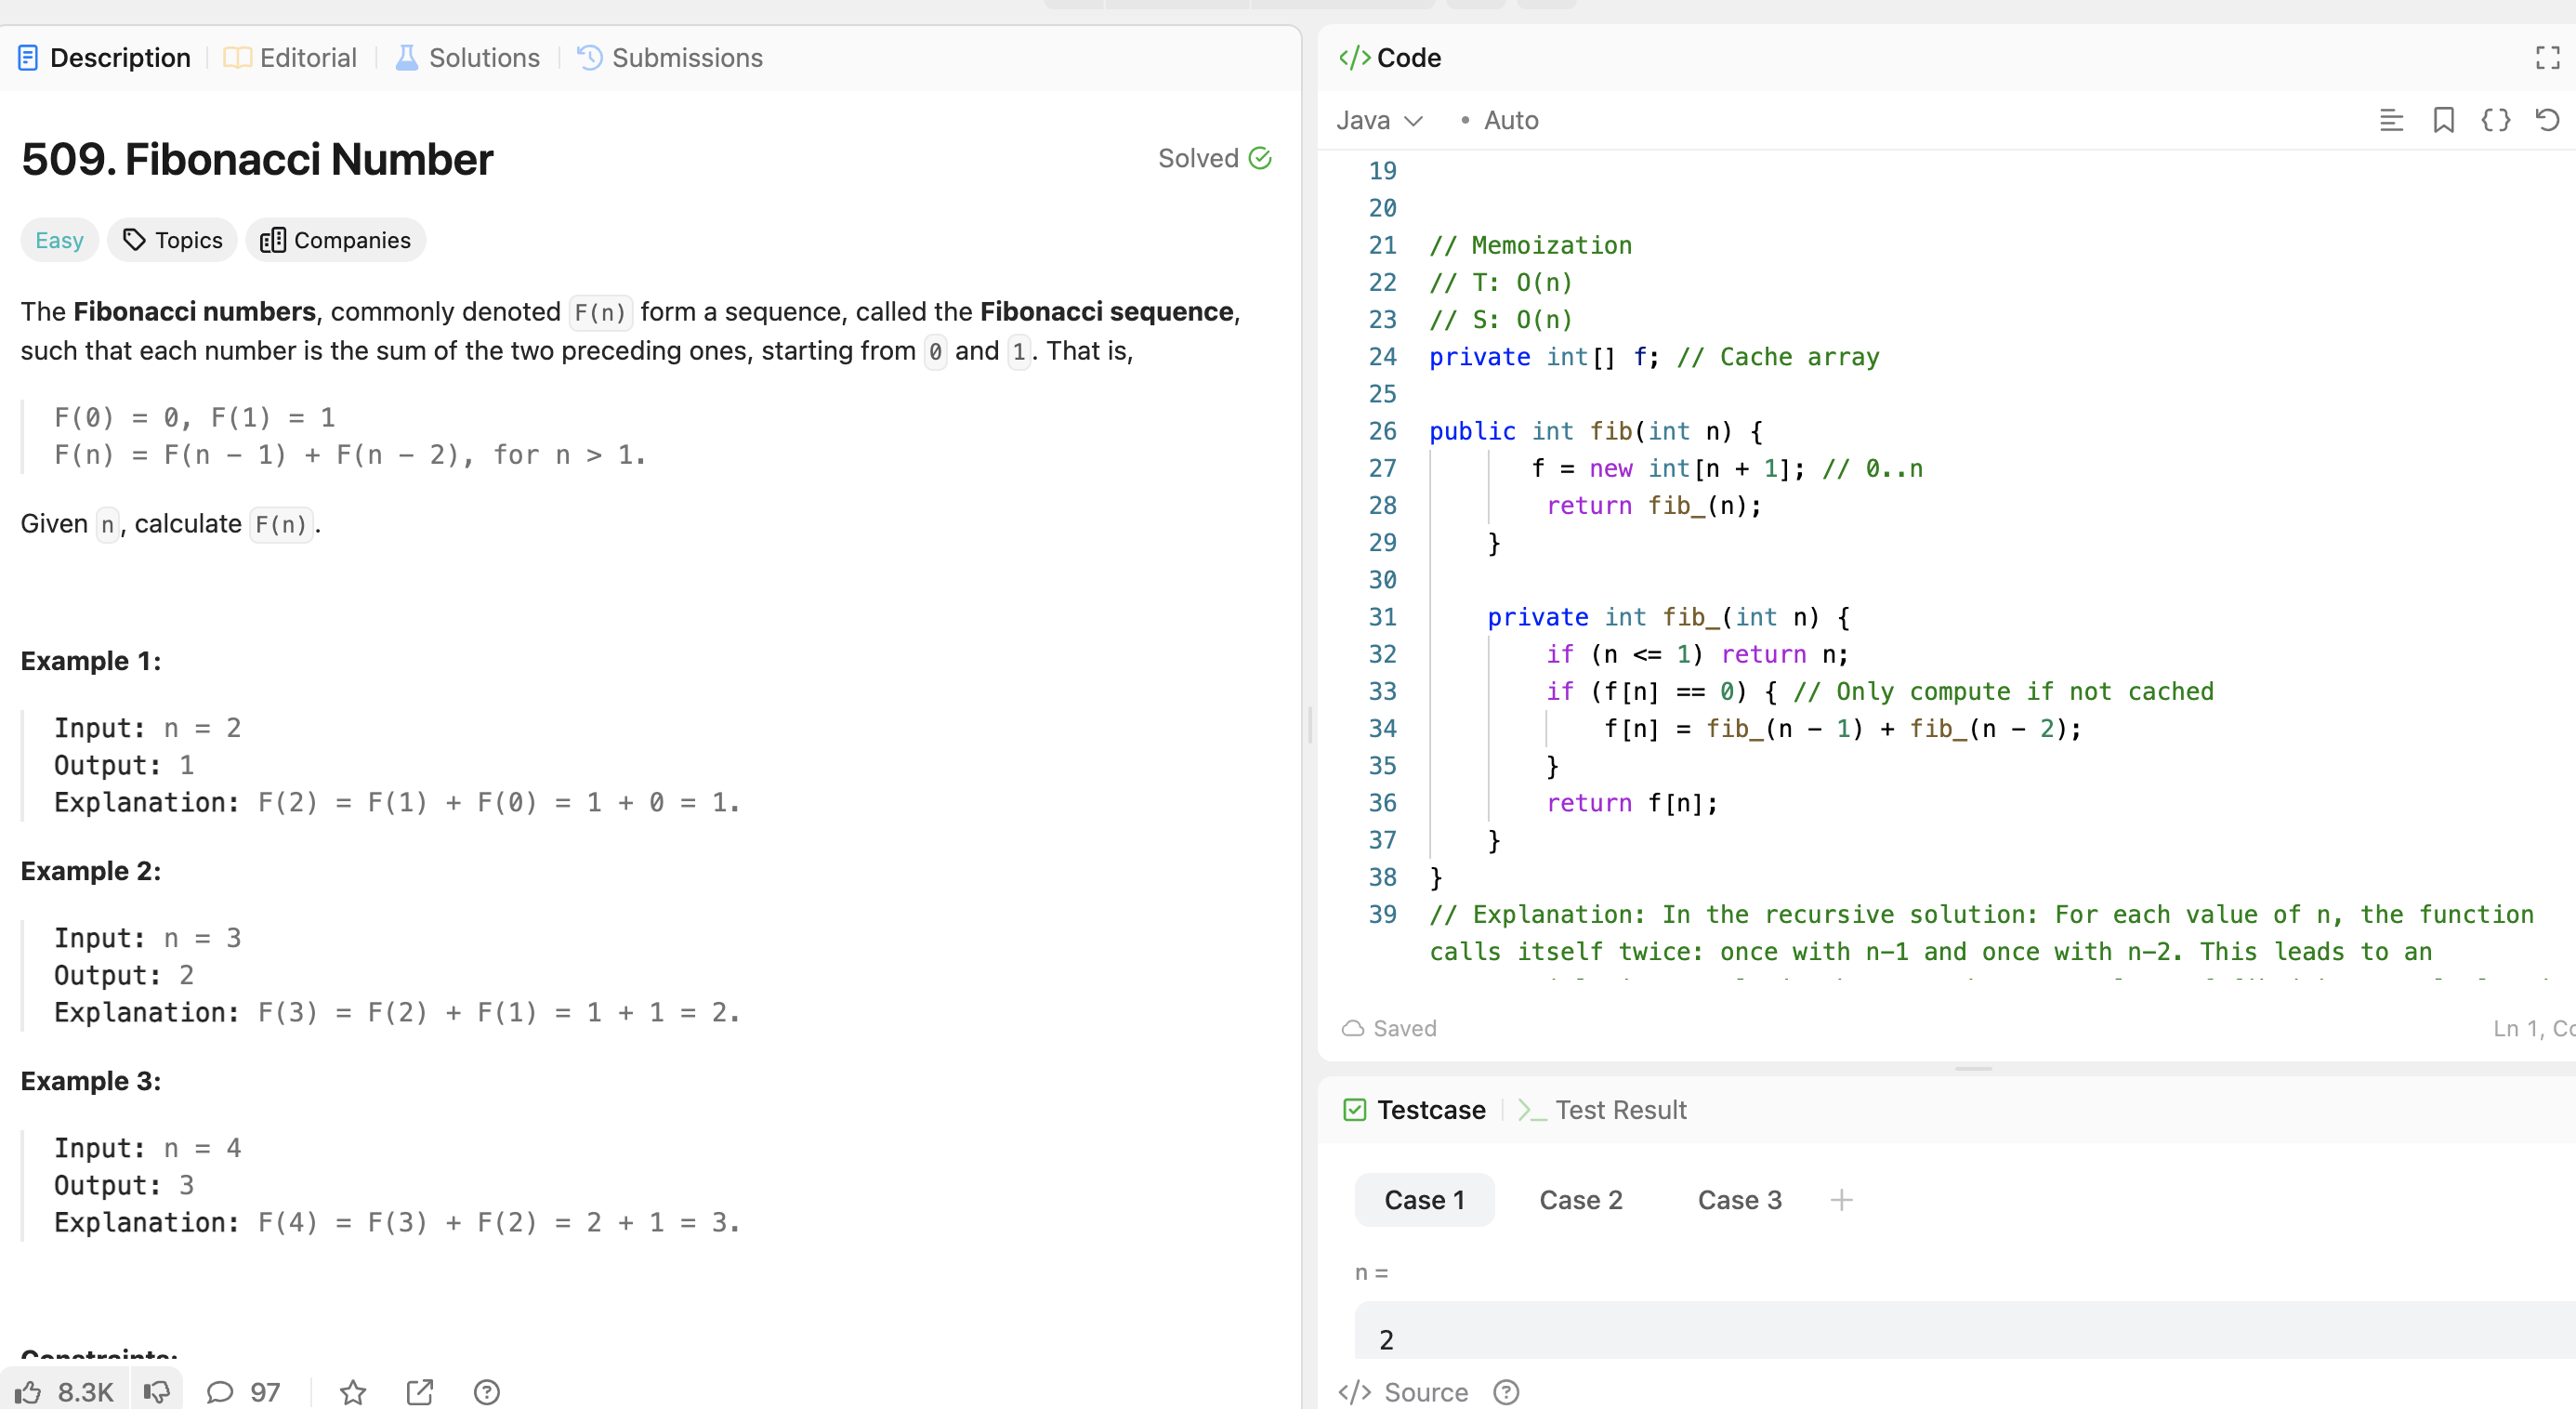 Description
Editorial
Solutions
Submissions
509. Fibonacci Number
Solved
Easy
Topics
Companies
The Fibonacci numbers, commonly denoted F(n) form a sequence, called the Fibonacci sequence,
such that each number is the sum of the two preceding ones, starting from 0 and 1. That is,
F(0) = 0, F(1) = 1
F(n) = F(n − 1) + F(n − 2), for n > 1.
Given n, calculate F(n).
Example 1:
Input: n = 2
Output: 1
Explanation: F(2) = F(1) + F(0) = 1 + 0 = 1.
Example 2:
Input: n = 3
Output: 2
Explanation: F(3) = F(2) + F(1) = 1 + 1 = 2.
Example 3:
Input: n = 4
Output: 3
Explanation: F(4) = F(3) + F(2) = 2 + 1 = 3.
Constraints:
8.3K
97
</> Code
Java
• Auto
19
20
21 // Memoization
22 // T: O(n)
23 // S: O(n)
24 private int[] f; // Cache array
25
26 public int fib(int n) {
27 f = new int[n + 1]; // 0..n
28 return fib_(n);
29 }
30
31 private int fib_(int n) {
32 if (n <= 1) return n;
33 if (f[n] == 0) { // Only compute if not cached
34 f[n] = fib_(n − 1) + fib_(n − 2);
35 }
36 return f[n];
37 }
38 }
39 // Explanation: In the recursive solution: For each value of n, the function
calls itself twice: once with n−1 and once with n−2. This leads to an
Saved
Ln 1,
Testcase
Test Result
Case 1
Case 2
Case 3
+
n =
2
</> Source